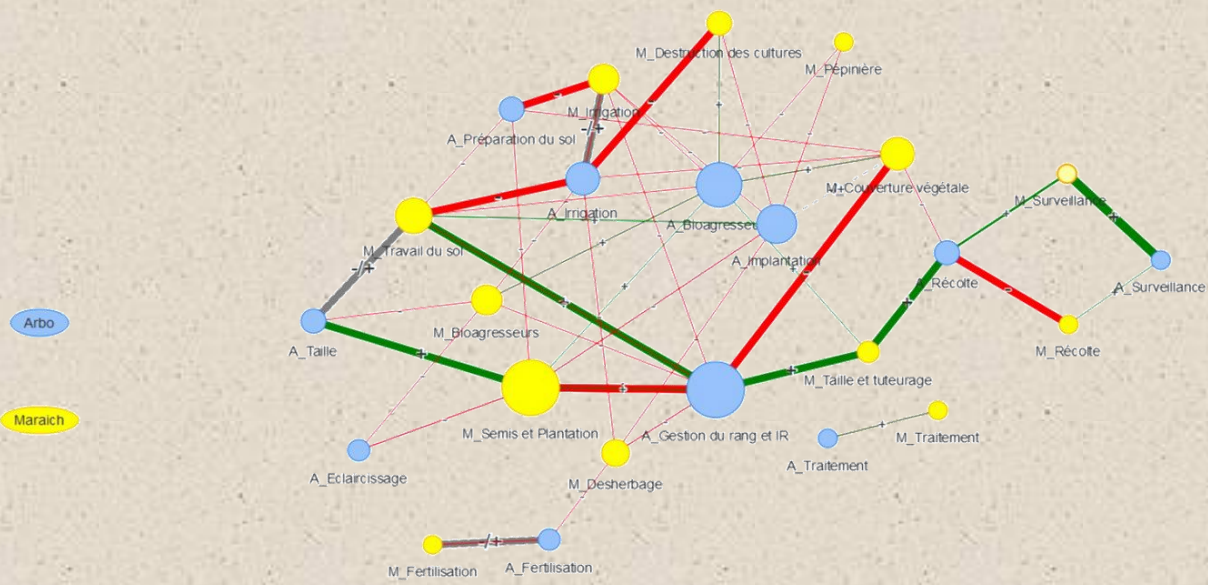 M_Destruction des cultures
M_Pépinière
M_Irrigation
A_Préparation du sol
-/+
M_Couverture végétale
M_Surveillance
A_Irrigation
A_Bioagresseu
M_Travail du sol
A_Implantation
-/+
A_Récolte
A_Surveillance
Arbo
M_Bioagresseurs
A_Taille
M_Récolte
M_Taille et tuteurage
Maraich
M_Semis et Plantation
A_Gestion du rang et IR
M_Traitement
A_Traitement
A_Eclaircissage
M_Desherbage
-/+
M_Fertilisation
A_Fertilisation